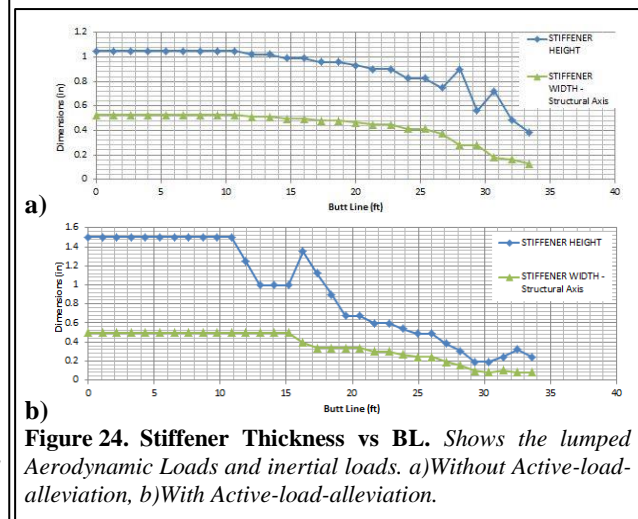 1.2
1
0.8
0.6
0.4
0.2
0
Dimensions (in)
0 5 10 15 20 25 30 35 40
Butt Line (ft)
STIFFENER
HEIGHT
STIFFENER
WIDTH -
Structural Axis
a)
1.6
1.4
1.2
1
0.8
0.6
0.4
0.2
0
Dimensions (in)
0 5 10 15 20 25 30 35 40
Butt Line (ft)
STIFFENER HEIGHT
STIFFENER WIDTH -
Structural Axis
b)
Figure 24. Stiffener Thickness vs BL. Shows the lumped
Aerodynamic Loads and inertial loads. a)Without Active-load-
alleviation, b)With Active-load-alleviation.